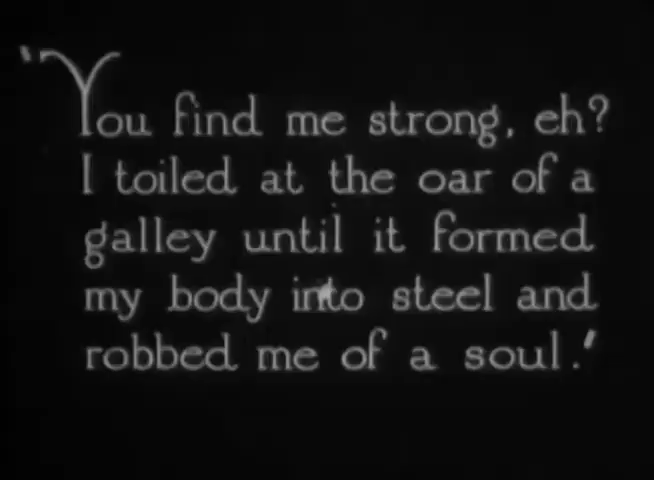 "You find me strong, eh?
I toiled at the oar of a
galley until it formed
my body into steel and
robbed me of a soul."